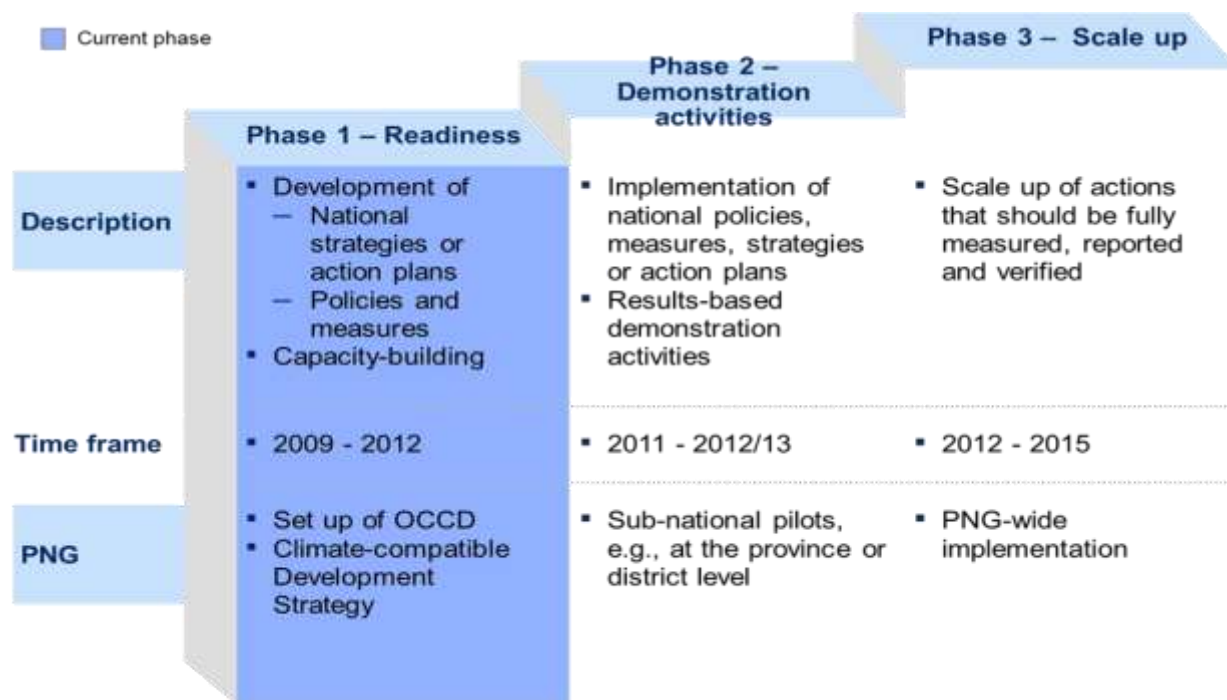 Current phase
Phase 3 – Scale up
Phase 2 –
Demonstration
activities
Phase 1 – Readiness
Description
▪ Development of
– National
strategies or
action plans
– Policies and
measures
▪ Capacity-building
▪ Implementation of
national policies,
measures, strategies
or action plans
▪ Results-based
demonstration
activities
▪ Scale up of actions
that should be fully
measured, reported
and verified
Time frame
▪ 2009 - 2012
▪ 2011 - 2012/13
▪ 2012 - 2015
PNG
▪ Set up of OCCD
▪ Climate-compatible
Development
Strategy
▪ Sub-national pilots,
e.g., at the province or
district level
▪ PNG-wide
implementation